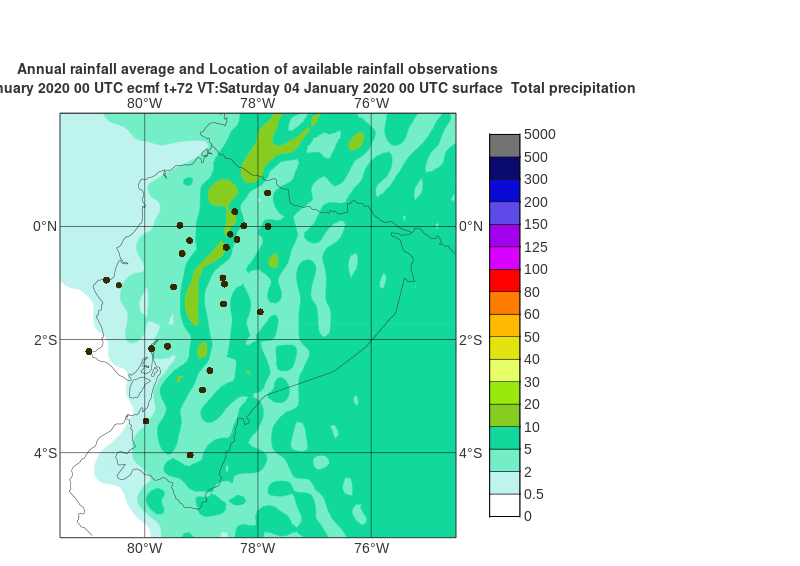 Annual rainfall average and Location of available rainfall observations
2020 00 UTC ecmf t+72 VT:Saturday 04 January 2020 00 UTC surface Total precipitation
80°W 78°W 76°W
5000
500
300
200
0°N 0°N
150
125
100
80
60
2°S 2°S
50
40
30
20
10
4°S 4°S
5
2
0.5
0
80°W 78°W 76°W